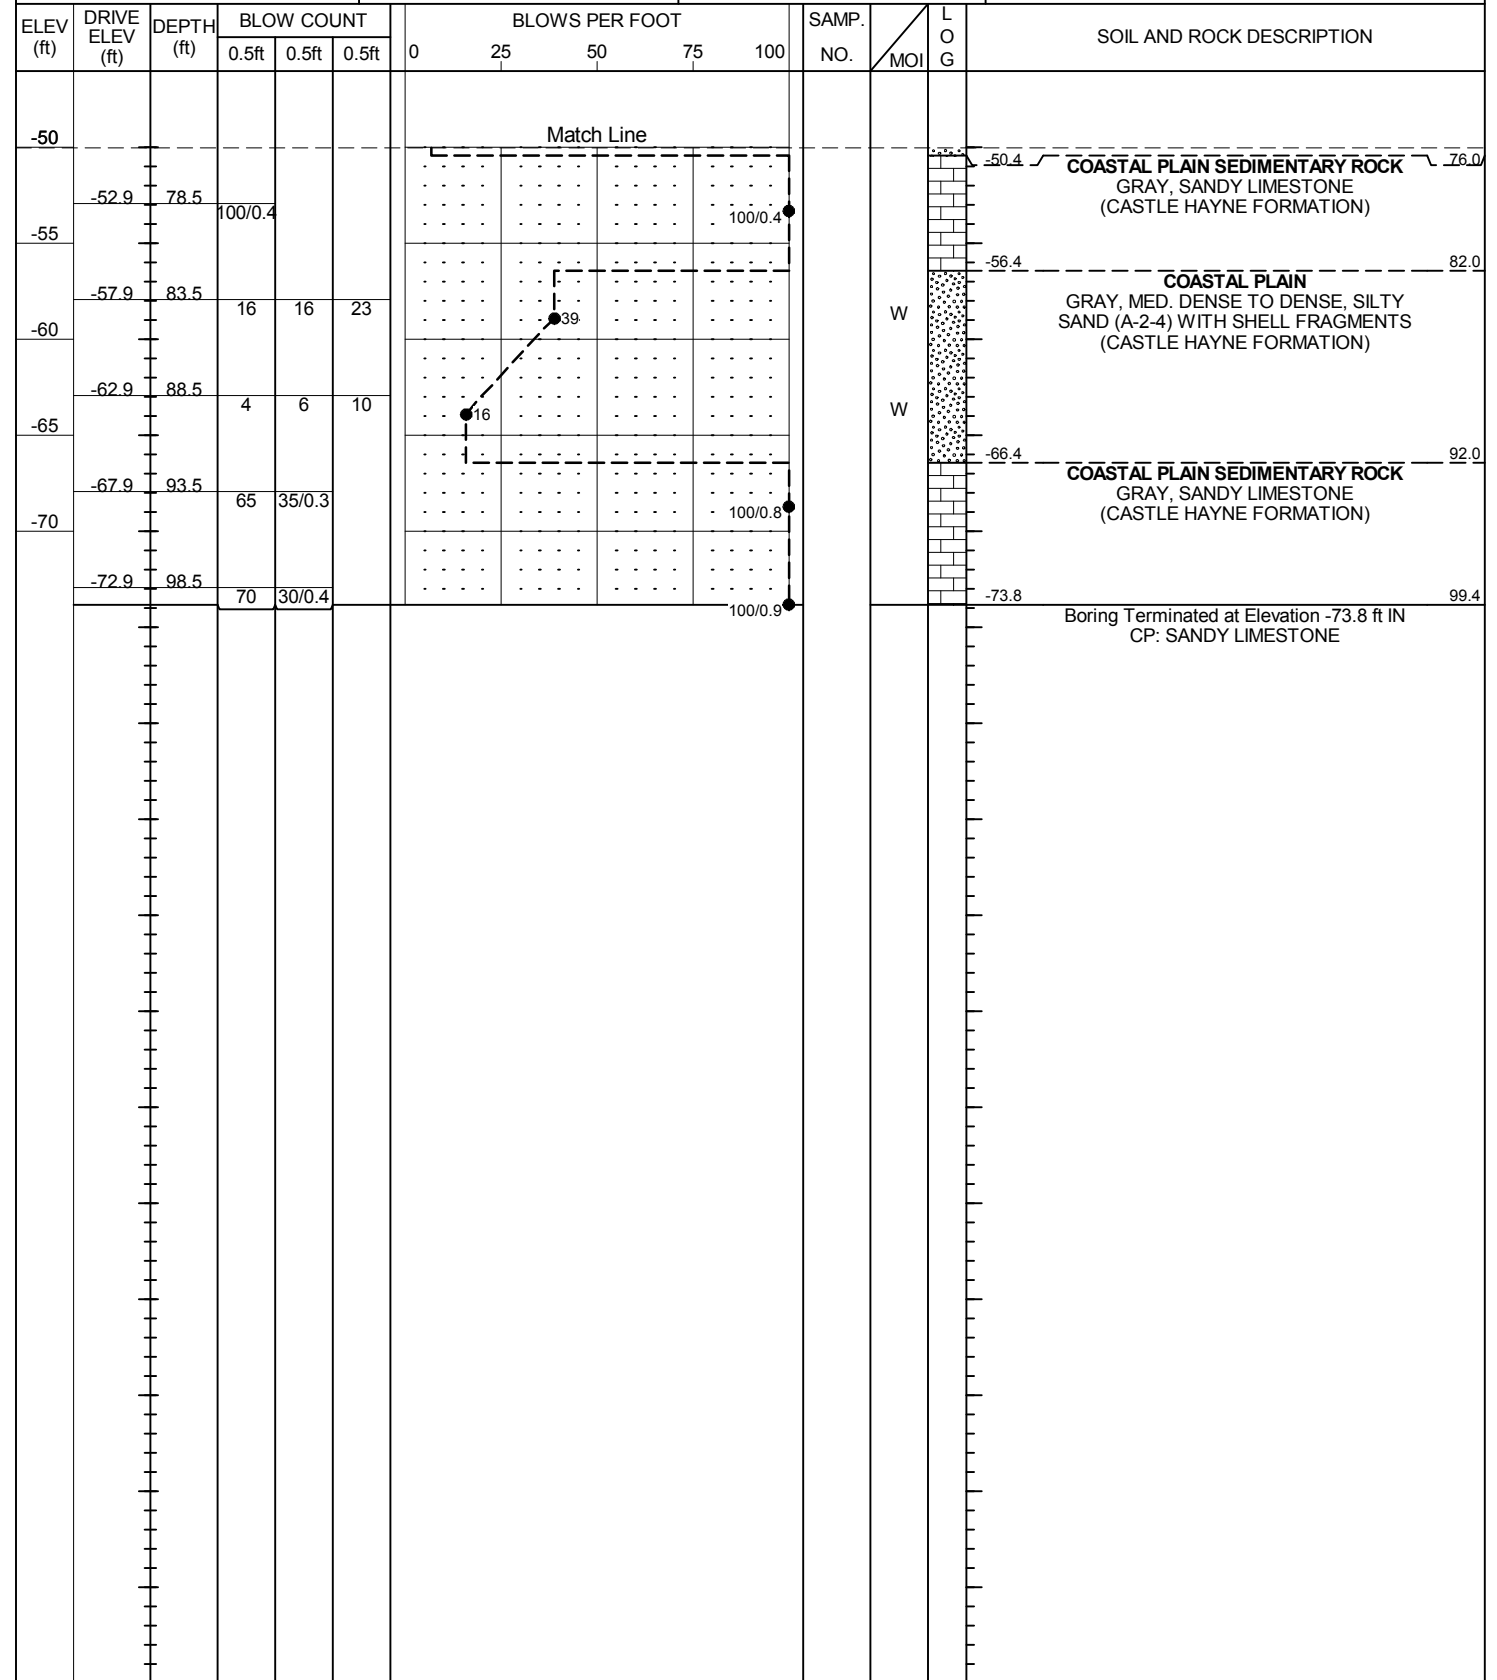 ELEV (ft) DRIVE ELEV (ft) DEPTH (ft) BLOW COUNT BLOWS PER FOOT SAMP. NO. MOI LOG SOIL AND ROCK DESCRIPTION
0.5ft 0.5ft 0.5ft 0 25 50 75 100
-50 Match Line
-50.4 76.0
COASTAL PLAIN SEDIMENTARY ROCK
GRAY, SANDY LIMESTONE
-52.9 78.5
(CASTLE HAYNE FORMATION)
100/0.4 100/0.4
-55
-56.4 82.0
COASTAL PLAIN
-57.9 83.5
GRAY, MED. DENSE TO DENSE, SILTY
16 16 23 39 W
SAND (A-2-4) WITH SHELL FRAGMENTS
-60
(CASTLE HAYNE FORMATION)
-62.9 88.5
4 6 10 16 W
-65
-66.4 92.0
COASTAL PLAIN SEDIMENTARY ROCK
-67.9 93.5
GRAY, SANDY LIMESTONE
65 35/0.3 100/0.8
(CASTLE HAYNE FORMATION)
-70
-72.9 98.5
70 30/0.4 100/0.9
-73.8 99.4
Boring Terminated at Elevation -73.8 ft IN
CP: SANDY LIMESTONE